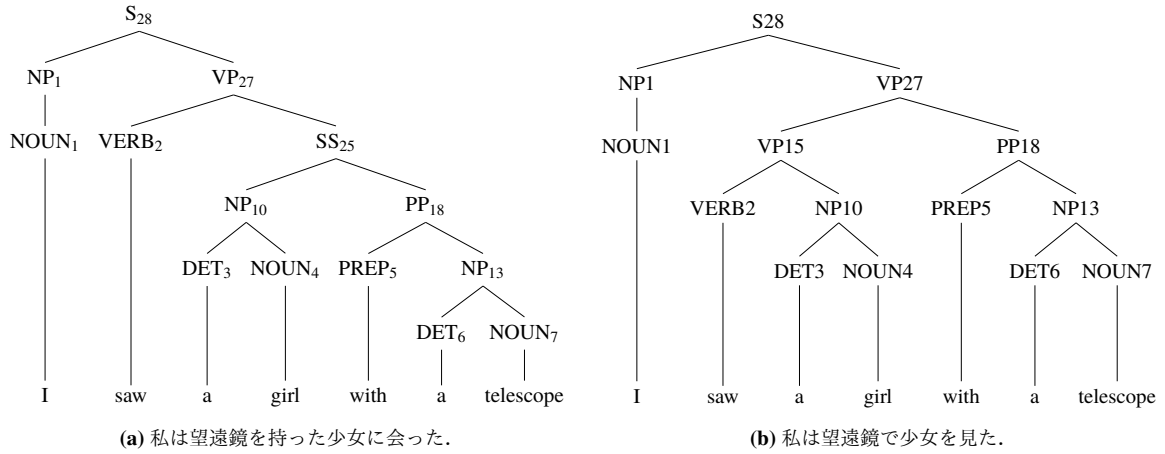 S₂₈
NP₁ VP₂₇
NOUN₁ VERB₂ SS₂₅
NP₁₀ PP₁₈
DET₃ NOUN₄ PREP₅ NP₁₃
DET₆ NOUN₇
I saw a girl with a telescope
(a) 私は望遠鏡を持った少女に会った．
S28
NP1 VP27
NOUN1 VP15 PP18
VERB2 NP10 PREP5 NP13
DET3 NOUN4 DET6 NOUN7
I saw a girl with a telescope
(b) 私は望遠鏡で少女を見た．